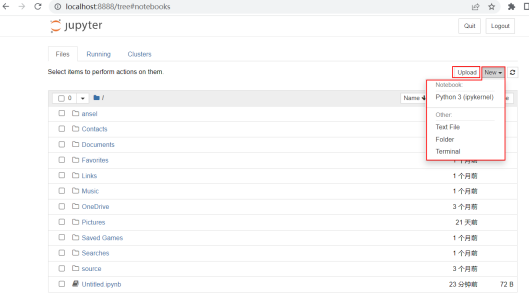 localhost:8888/tree#notebooks
jupyter
Quit
Logout
Files
Running
Clusters
Select items to perform actions on them.
Upload
New
0
/
Name
Notebook:
Python 3 (ipykernel)
Other:
Text File
Folder
Terminal
ansel
Contacts
Documents
Favorites
1 个月前
Links
1 个月前
Music
1 个月前
OneDrive
3 个月前
Pictures
21 天前
Saved Games
1 个月前
Searches
1 个月前
source
3 个月前
Untitled.ipynb
23 分钟前
72 B